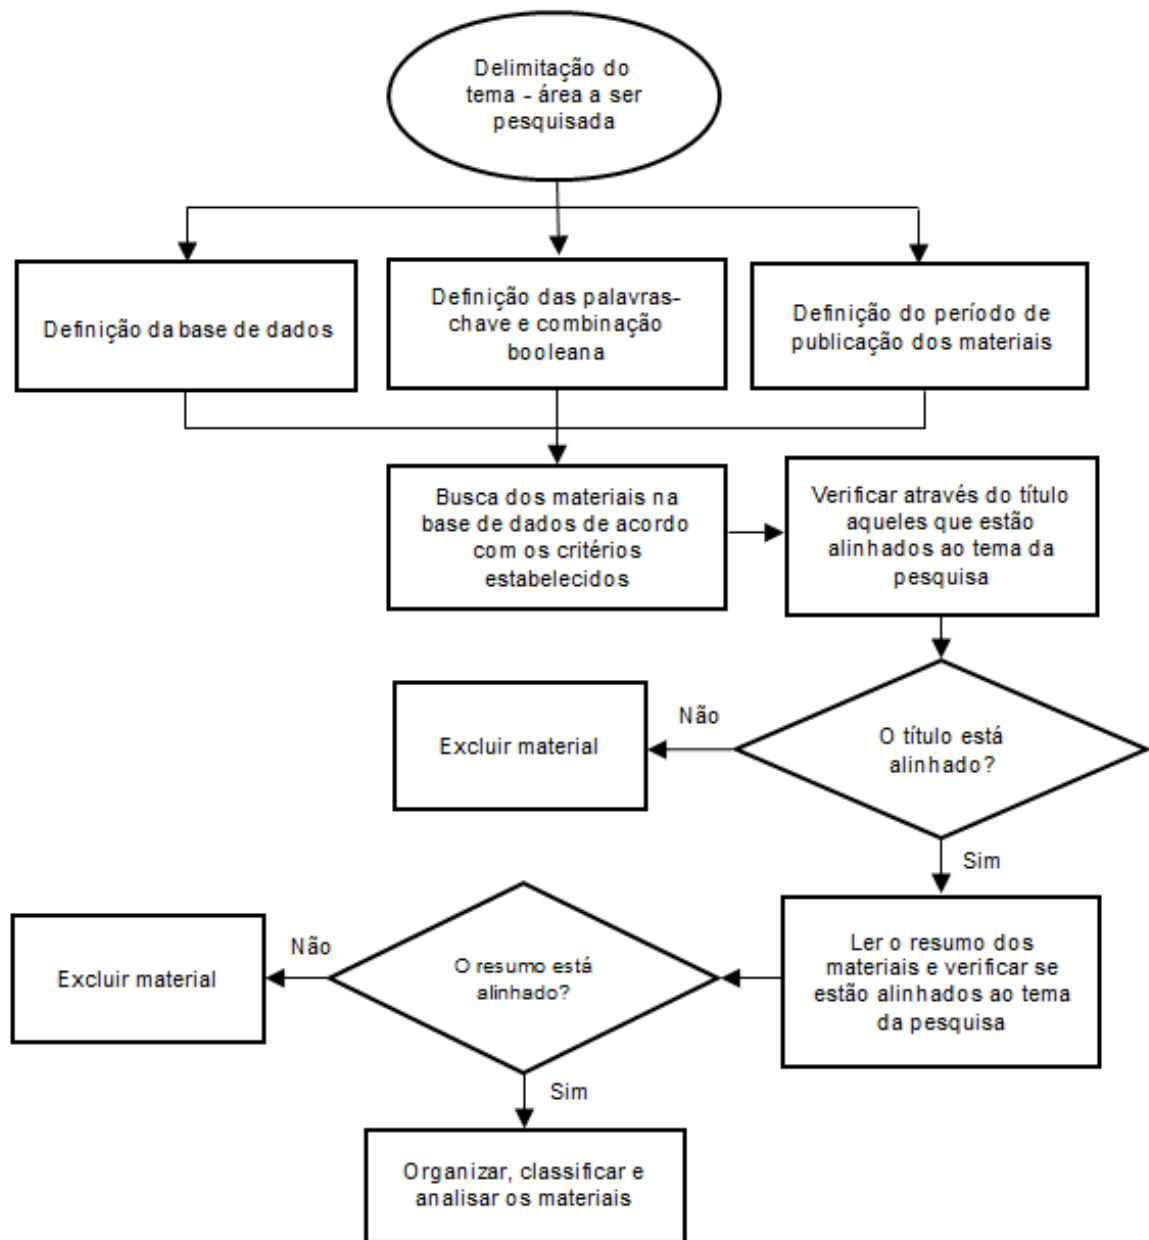 Delimitação do
tema - área a ser
pesquisada
Definição da base de dados
Definição das palavras-
chave e combinação
booleana
Definição do período de
publicação dos materiais
Busca dos materiais na
base de dados de acordo
com os critérios
estabelecidos
Verificar através do título
aqueles que estão
alinhados ao tema da
pesquisa
Não
Excluir material
O título está
alinhado?
Sim
Ler o resumo dos
materiais e verificar se
estão alinhados ao tema
da pesquisa
O resumo está
alinhado?
Não
Excluir material
Sim
Organizar, classificar e
analisar os materiais